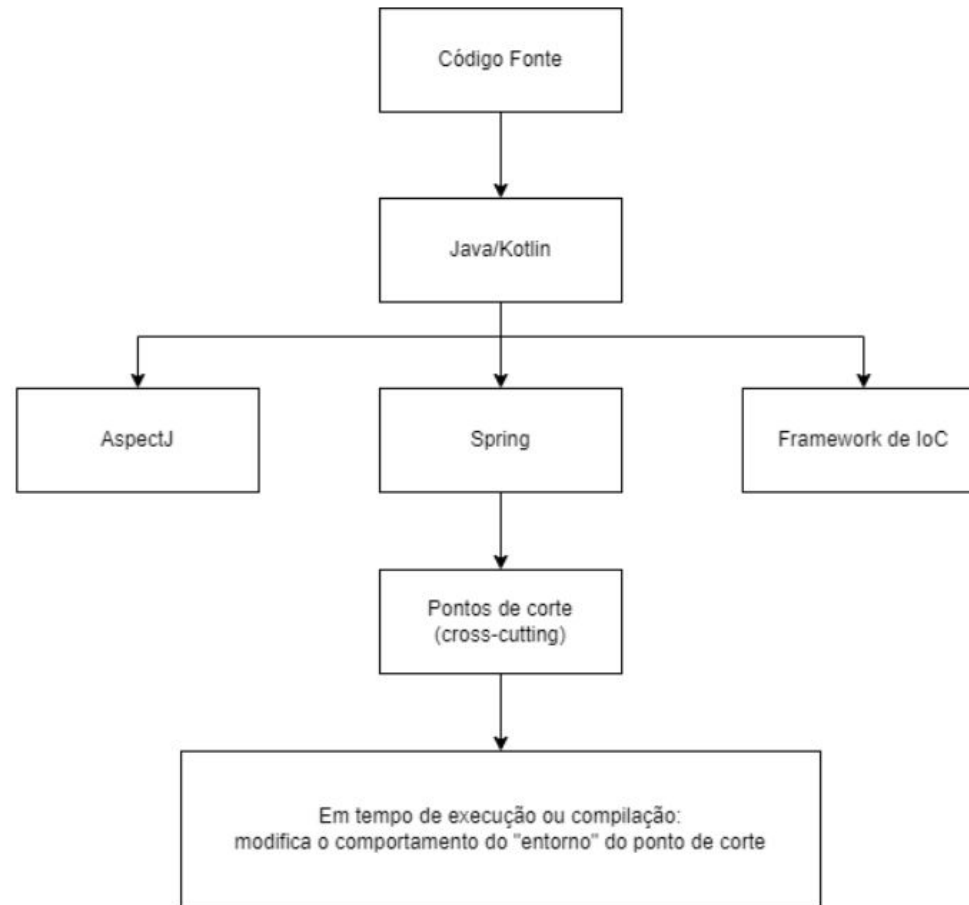 Código Fonte
Java/Kotlin
AspectJ
Spring
Framework de IoC
Pontos de corte
(cross-cutting)
Em tempo de execução ou compilação:
modifica o comportamento do "entorno" do ponto de corte